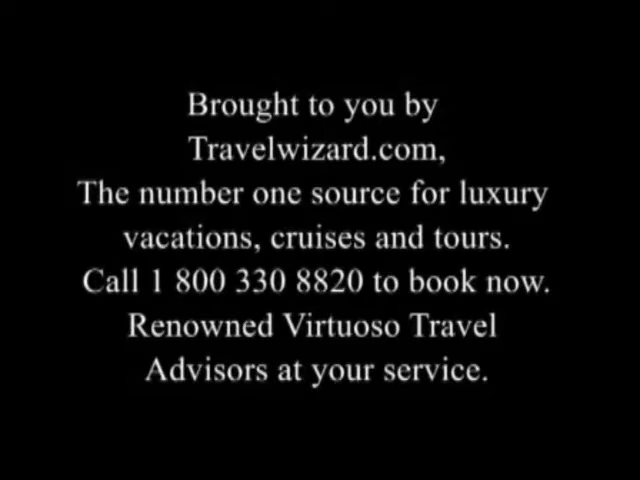 Brought to you by
Travelwizard.com,
The number one source for luxury
vacations, cruises and tours.
Call 1 800 330 8820 to book now.
Renowned Virtuoso Travel
Advisors at your service.